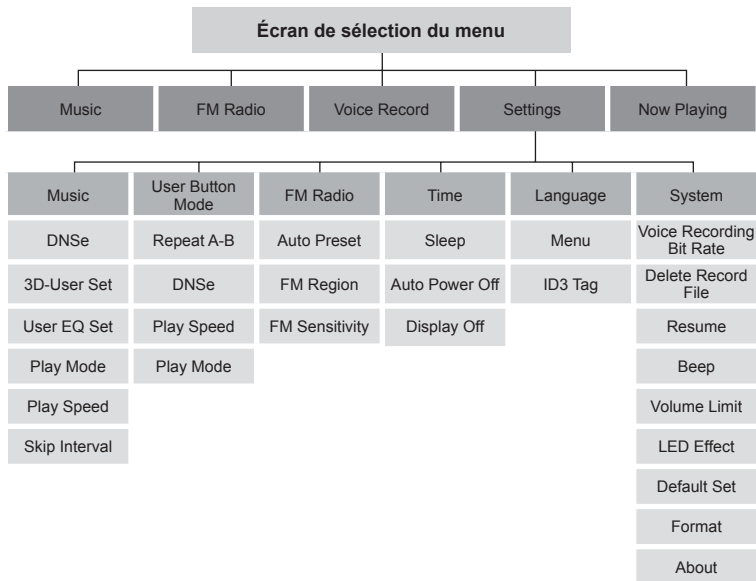 Écran de sélection du menu
Music
FM Radio
Voice Record
Settings
Now Playing
Music
User Button
Mode
FM Radio
Time
Language
System
DNSe
Repeat A-B
Auto Preset
Sleep
Menu
Voice Recording
Bit Rate
3D-User Set
DNSe
FM Region
Auto Power Off
ID3 Tag
Delete Record
File
User EQ Set
Play Speed
FM Sensitivity
Display Off
Resume
Play Mode
Play Mode
Beep
Play Speed
Volume Limit
Skip Interval
LED Effect
Default Set
Format
About